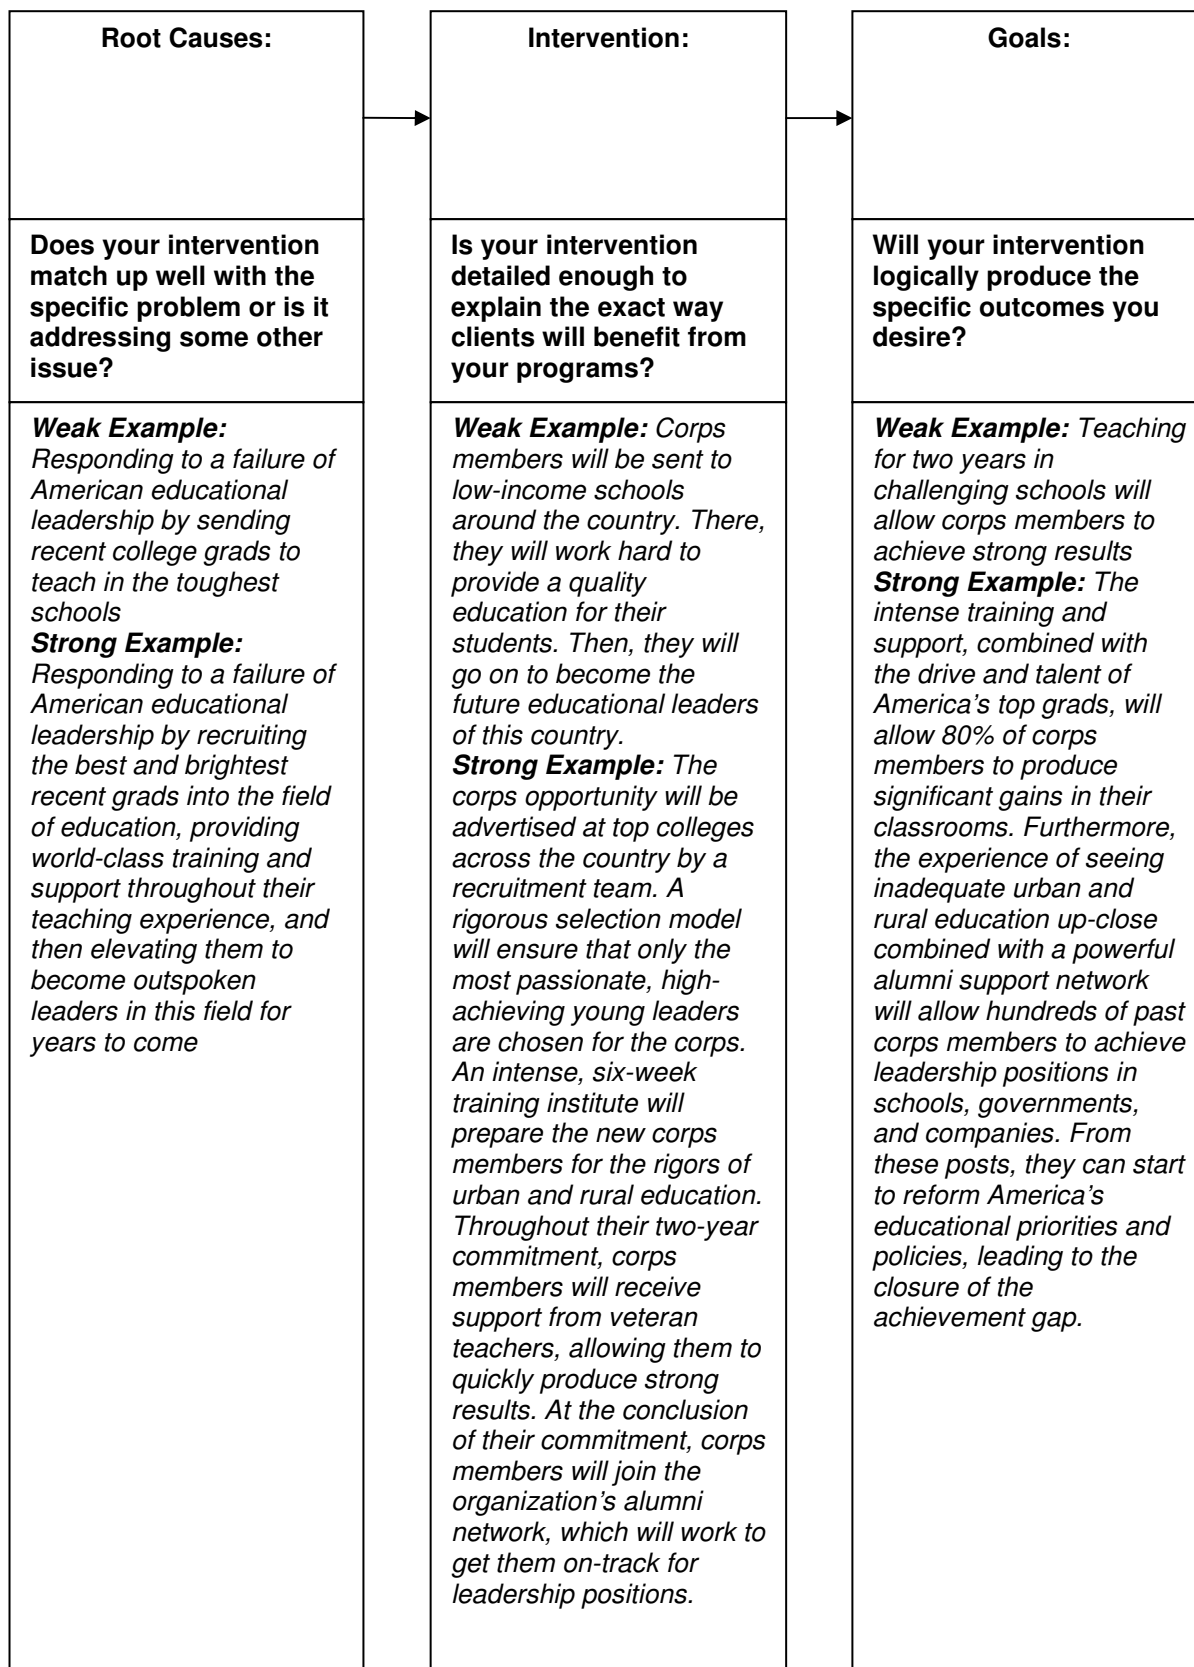 Root Causes:
Does your intervention
match up well with the
specific problem or is it
addressing some other
issue?
Weak Example:
Responding to a failure of
American educational
leadership by sending
recent college grads to
teach in the toughest
schools
Strong Example:
Responding to a failure of
American educational
leadership by recruiting
the best and brightest
recent grads into the field
of education, providing
world-class training and
support throughout their
teaching experience, and
then elevating them to
become outspoken
leaders in this field for
years to come
Intervention:
Is your intervention
detailed enough to
explain the exact way
clients will benefit from
your programs?
Weak Example: Corps
members will be sent to
low-income schools
around the country. There,
they will work hard to
provide a quality
education for their
students. Then, they will
go on to become the
future educational leaders
of this country.
Strong Example: The
corps opportunity will be
advertised at top colleges
across the country by a
recruitment team. A
rigorous selection model
will ensure that only the
most passionate, high-
achieving young leaders
are chosen for the corps.
An intense, six-week
training institute will
prepare the new corps
members for the rigors of
urban and rural education.
Throughout their two-year
commitment, corps
members will receive
support from veteran
teachers, allowing them to
quickly produce strong
results. At the conclusion
of their commitment, corps
members will join the
organization's alumni
network, which will work to
get them on-track for
leadership positions.
Goals:
Will your intervention
logically produce the
specific outcomes you
desire?
Weak Example: Teaching
for two years in
challenging schools will
allow corps members to
achieve strong results
Strong Example: The
intense training and
support, combined with
the drive and talent of
America's top grads, will
allow 80% of corps
members to produce
significant gains in their
classrooms. Furthermore,
the experience of seeing
inadequate urban and
rural education up-close
combined with a powerful
alumni support network
will allow hundreds of past
corps members to achieve
leadership positions in
schools, governments,
and companies. From
these posts, they can start
to reform America's
educational priorities and
policies, leading to the
closure of the
achievement gap.